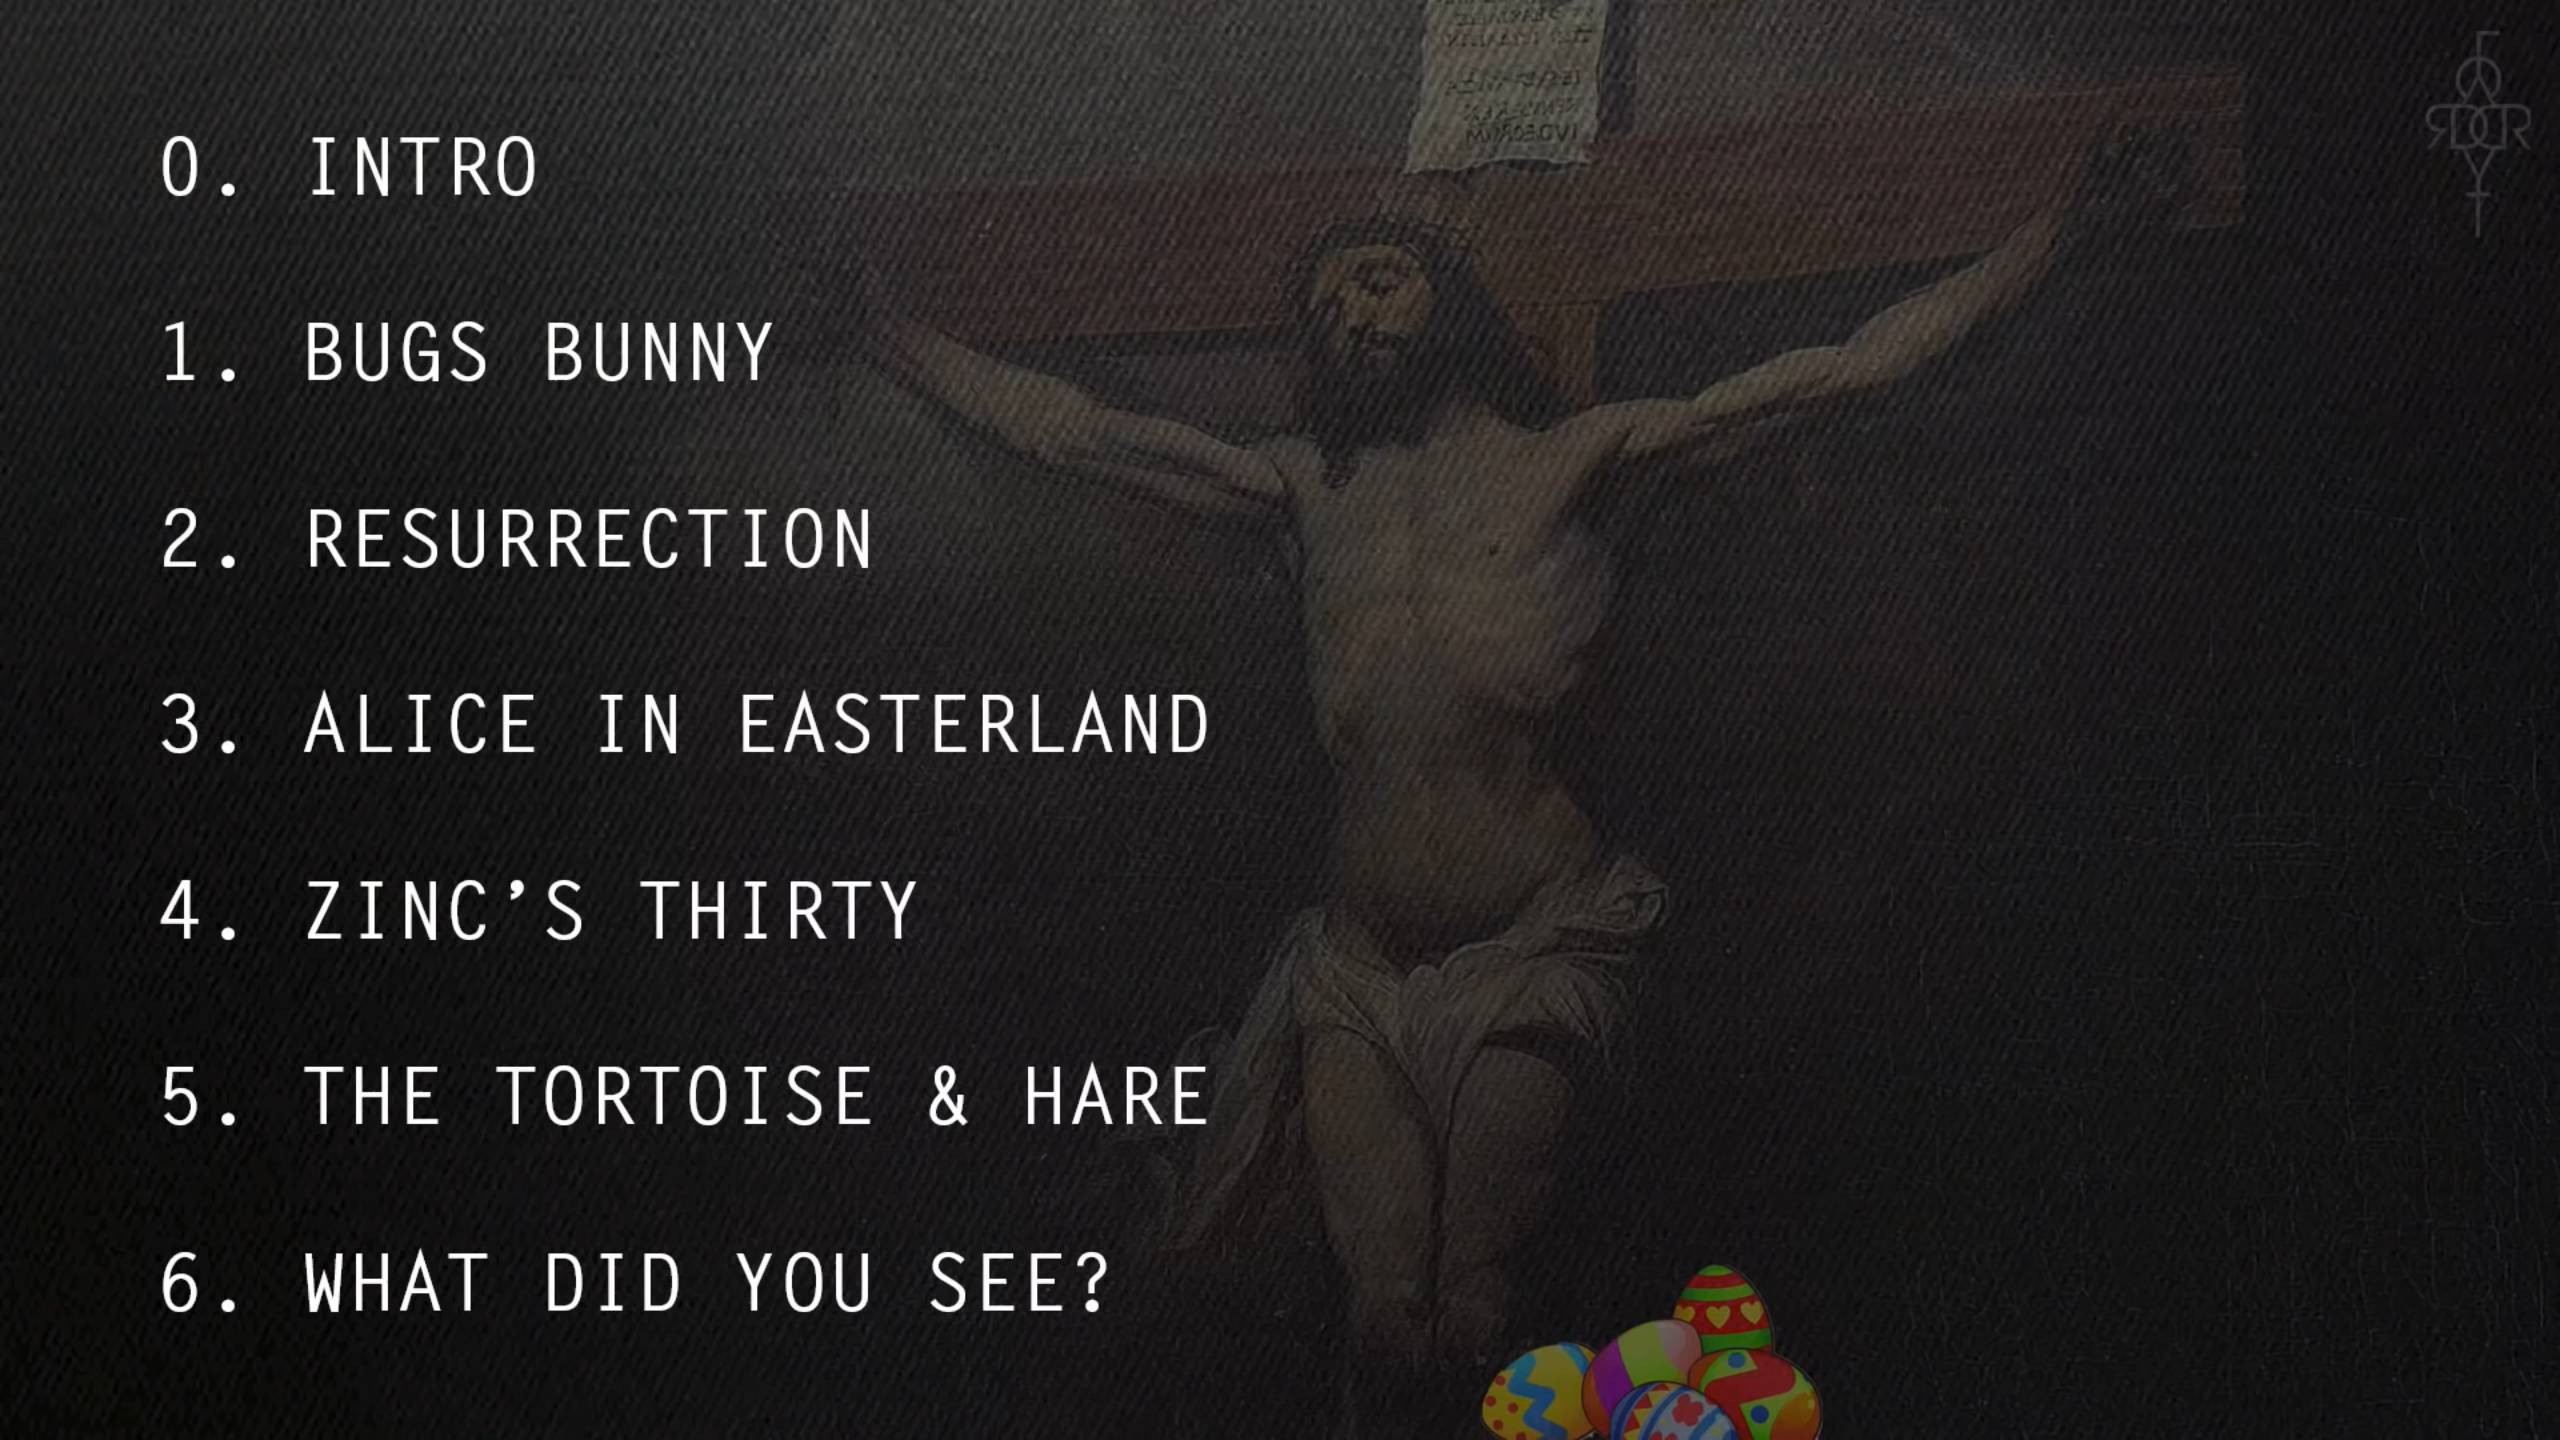 0. INTRO
1. BUGS BUNNY
2. RESURRECTION
3. ALICE IN EASTERLAND
4. ZINC’S THIRTY
5. THE TORTOISE & HARE
6. WHAT DID YOU SEE?